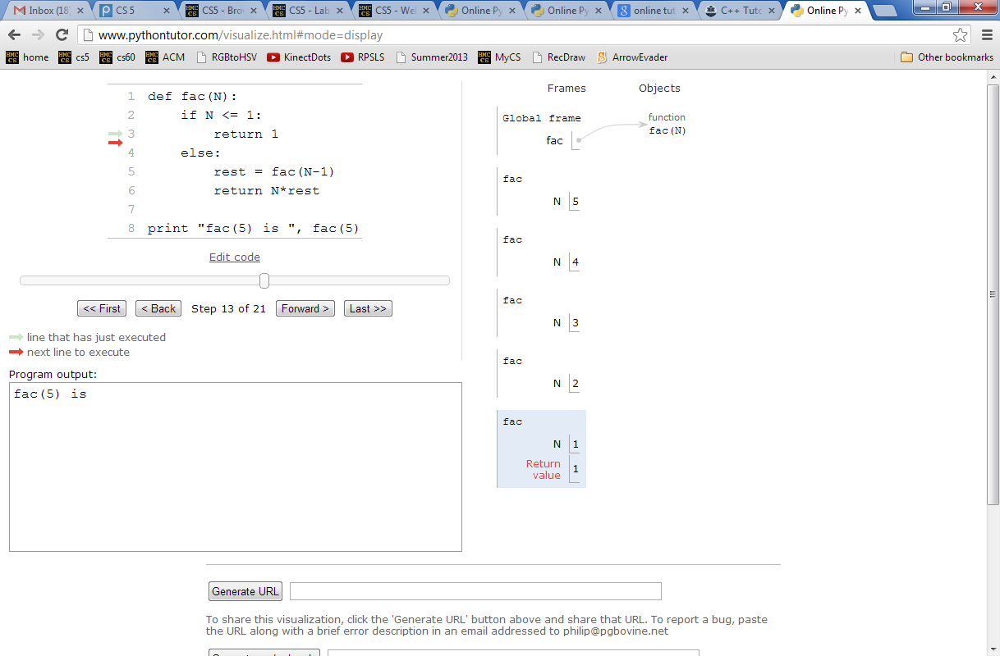 Inbox (18)
CS 5
CS5 - Bro
CS5 - Lab
CS5 - We
Online Py
Online Py
online tut
C++ Tuto
Online Py
www.pythontutor.com/visualize.html#mode=display
home
cs5
cs60
ACM
RGBtoHSV
KinectDots
RPSLS
Summer2013
MyCS
RecDraw
ArrowEvader
Other bookmarks
1 def fac(N):
2 if N <= 1:
3 return 1
4 else:
5 rest = fac(N-1)
6 return N*rest
7
8 print "fac(5) is ", fac(5)
Edit code
<< First
< Back
Step 13 of 21
Forward >
Last >>
line that has just executed
next line to execute
Program output:
fac(5) is
Frames
Objects
Global frame
fac
function
fac(N)
fac
N 5
fac
N 4
fac
N 3
fac
N 2
fac
N 1
Return
value 1
Generate URL
To share this visualization, click the 'Generate URL' button above and share that URL. To report a bug, paste
the URL along with a brief error description in an email addressed to philip@pgbovine.net